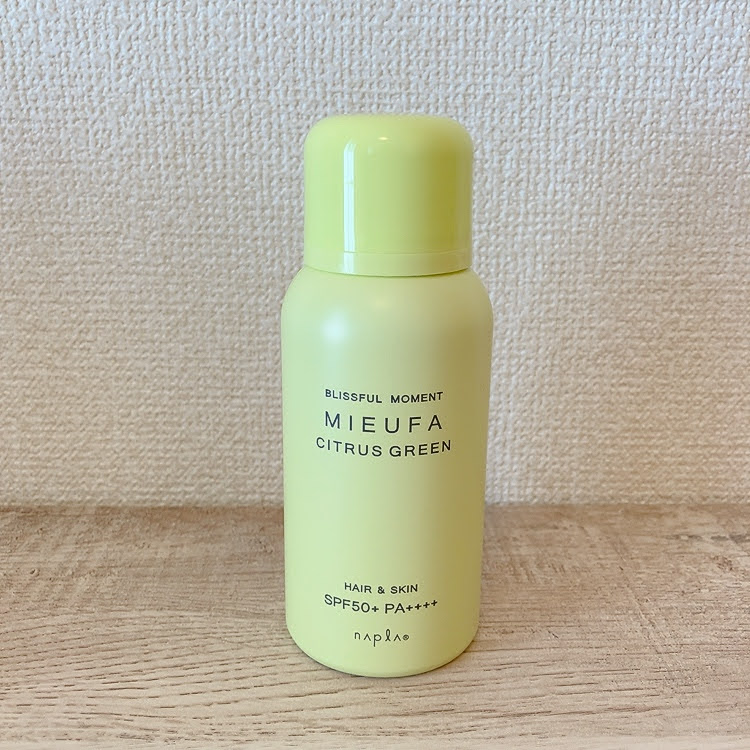 BLISSFUL MOMENT
MIEUFA
CITRUS GREEN
HAIR & SKIN
SPF50+ PA++++
napla®